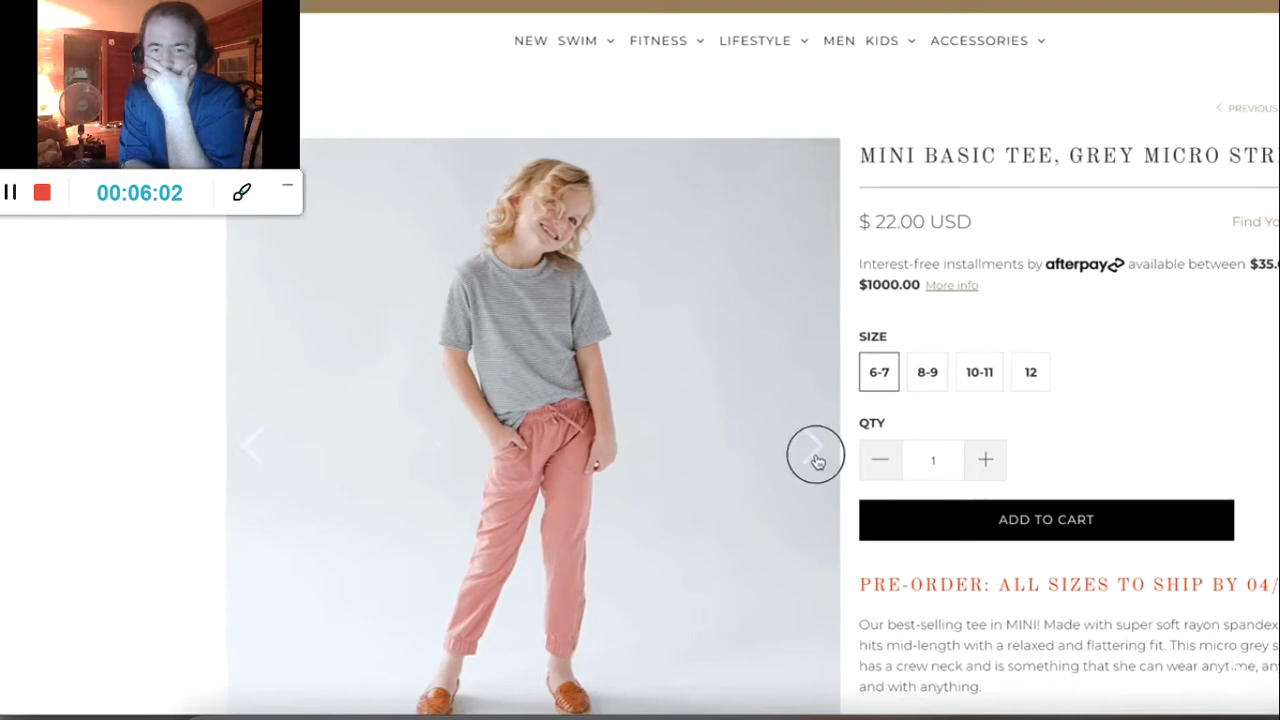 NEW SWIM FITNESS LIFESTYLE MEN KIDS ACCESSORIES
PREVIOUS
00:06:02
MINI BASIC TEE, GREY MICRO STR
$ 22.00 USD
Find Yo
Interest-free installments by afterpay available between $35.
$1000.00 More info
SIZE
6-7 8-9 10-11 12
QTY
1
ADD TO CART
PRE-ORDER: ALL SIZES TO SHIP BY 04/
Our best-selling tee in MINI! Made with super soft rayon spandex
hits mid-length with a relaxed and flattering fit. This micro grey s
has a crew neck and is something that she can wear anytime, an
and with anything.